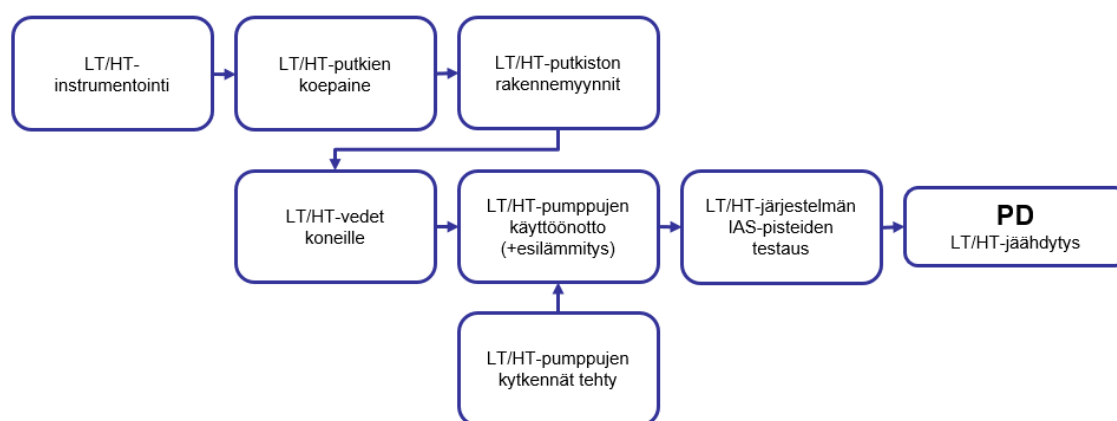 LT/HT-
instrumentointi
LT/HT-putkien
koepaine
LT/HT-putkiston
rakennemyynnit
LT/HT-vedet
koneille
LT/HT-pumppujen
käyttöönotto
(+esilämmitys)
LT/HT-järjestelmän
IAS-pisteiden
testaus
PD
LT/HT-jäähdytys
LT/HT-pumppujen
kytkennät tehty